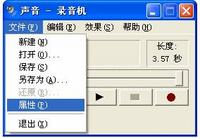 声音 - 录音机
文件(F) 编辑(E) 效果(S) 帮助(H)
新建(N)
打开(O)...
保存(S)
另存为(A)...
还原(R)...
属性(P)
退出(X)
长度:
3.57 秒